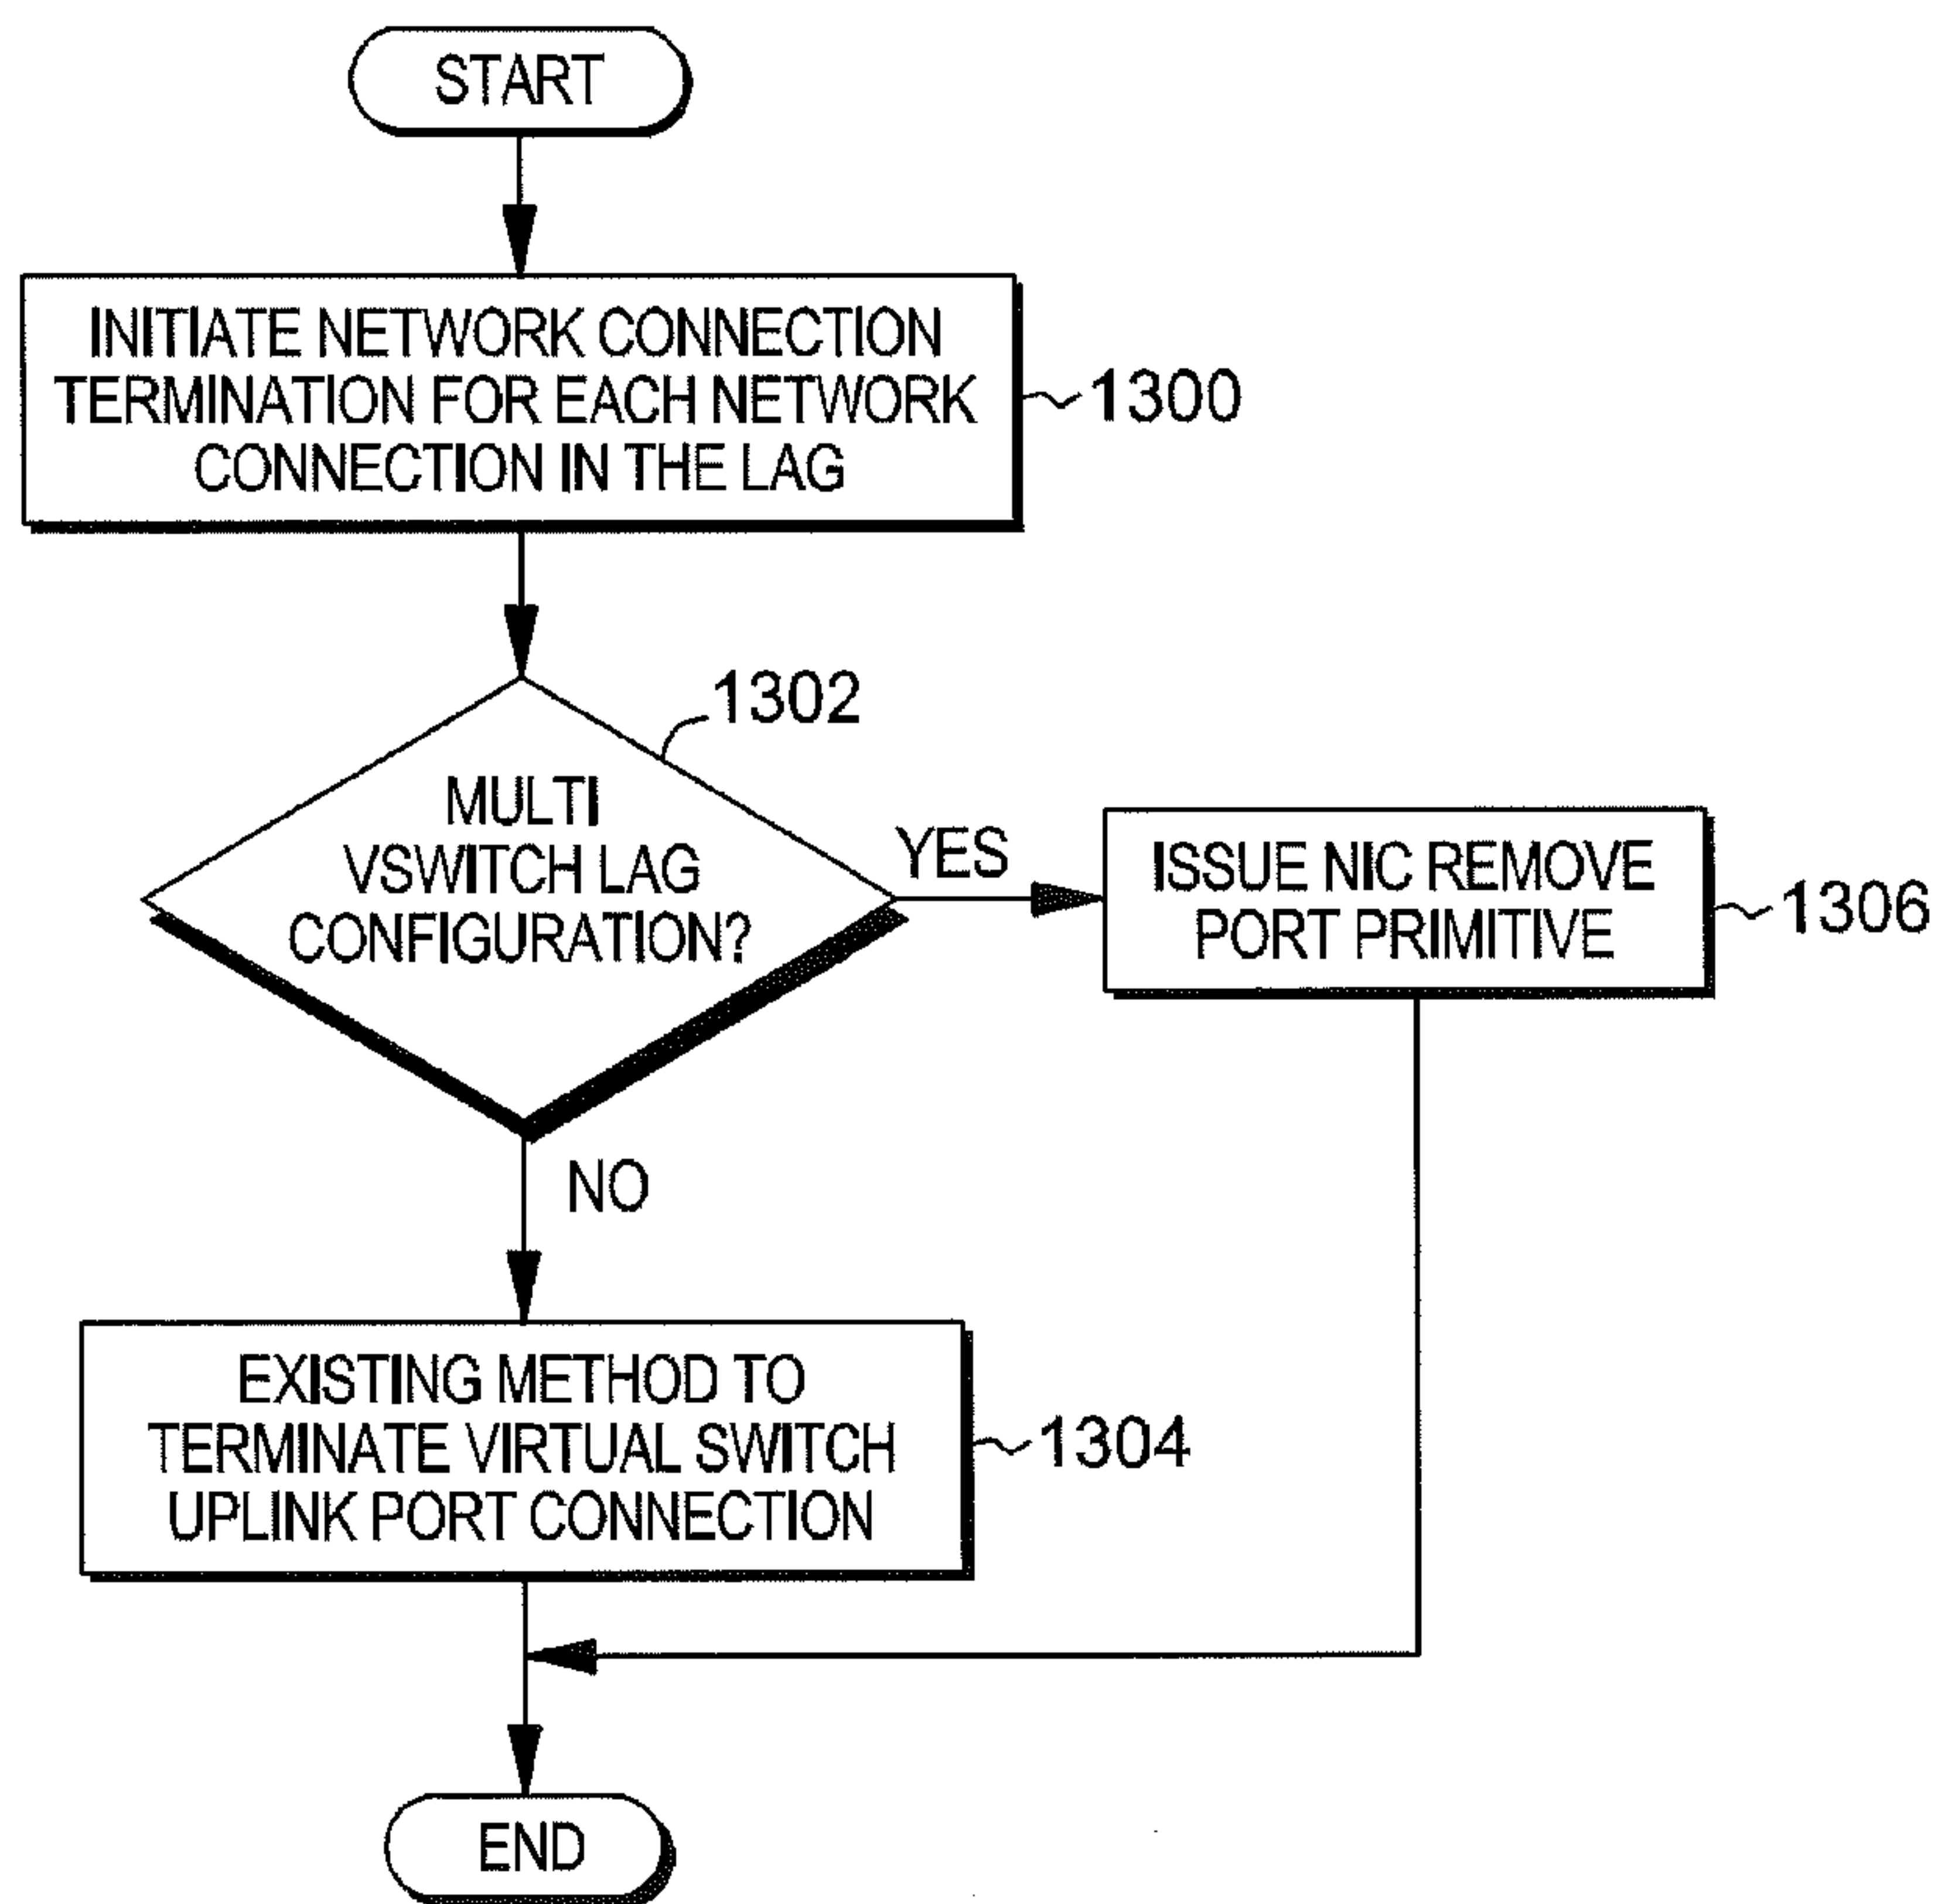 START
INITIATE NETWORK CONNECTION
TERMINATION FOR EACH NETWORK
CONNECTION IN THE LAG
1300
1302
MULTI
VSWITCH LAG
CONFIGURATION?
YES
ISSUE NIC REMOVE
PORT PRIMITIVE
1306
NO
EXISTING METHOD TO
TERMINATE VIRTUAL SWITCH
UPLINK PORT CONNECTION
1304
END